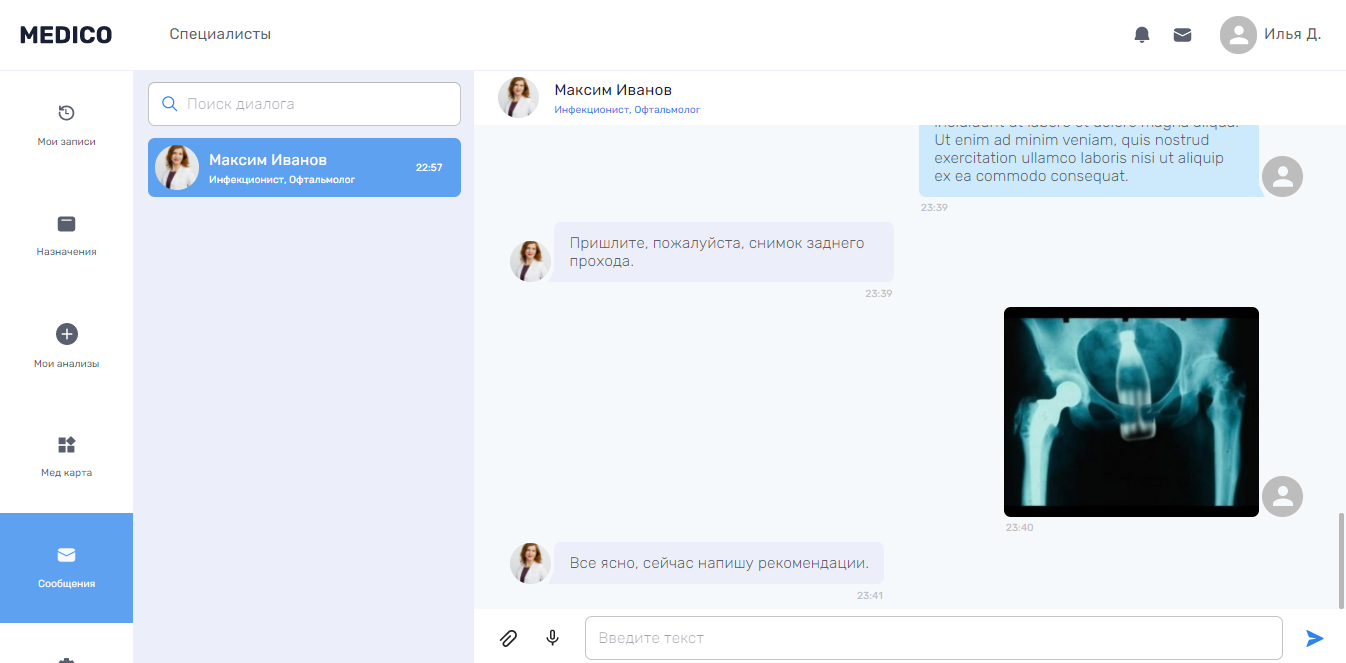 MEDICO
Специалисты
Илья Д.
Мои записи
Назначения
Мои анализы
Мед карта
Сообщения
Поиск диалога
Максим Иванов
22:57
Инфекционист, Офтальмолог
Максим Иванов
Инфекционист, Офтальмолог
Ut enim ad minim veniam, quis nostrud
exercitation ullamco laboris nisi ut aliquip
ex ea commodo consequat.
23:39
Пришлите, пожалуйста, снимок заднего
прохода.
23:39
23:40
Все ясно, сейчас напишу рекомендации.
23:41
Введите текст